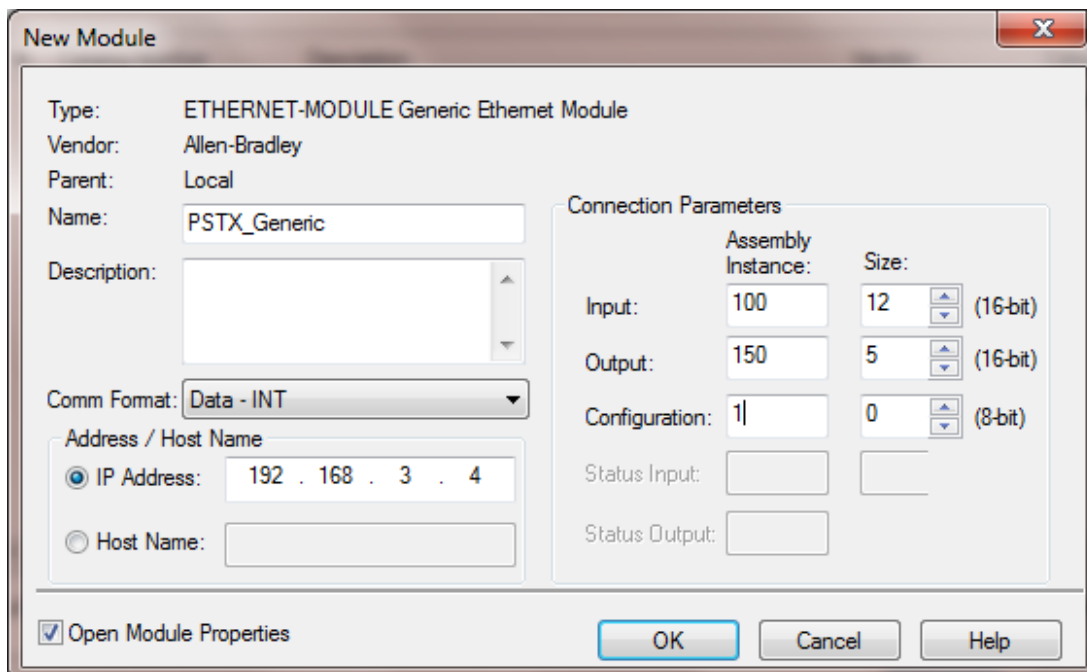 New Module
Type: ETHERNET-MODULE Generic Ethernet Module
Vendor: Allen-Bradley
Parent: Local
Name: PSTX_Generic
Description:
Comm Format: Data - INT
Address / Host Name
IP Address: 192 . 168 . 3 . 4
Host Name:
Connection Parameters
Assembly
Instance: Size:
Input: 100 12 (16-bit)
Output: 150 5 (16-bit)
Configuration: 1 0 (8-bit)
Status Input:
Status Output:
Open Module Properties
OK Cancel Help